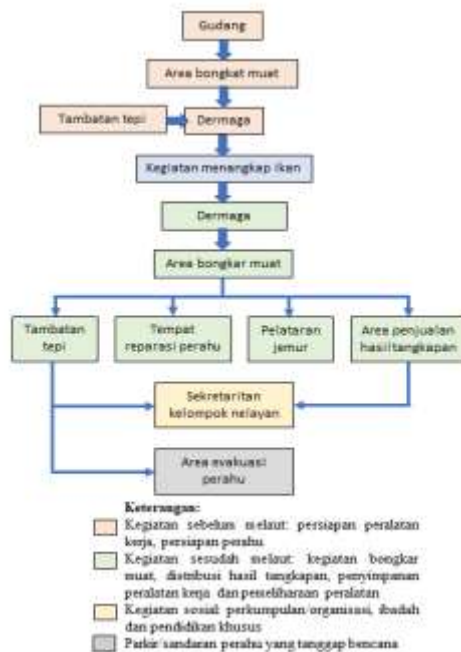 Gudang
Area bongkat muat
Tambatan tepi
Dermaga
Kegiatan menangkap ikan
Dermaga
Area bongkar muat
Tambatan
tepi
Tempat
reparasi perahu
Pelataran
jemur
Area penjualan
hasil tangkapan
Sekretaritan
kelompok nelayan
Area evakuasi
perahu
Keterangan:
Kegiatan sebelum melaut: persiapan peralatan
kerja, persiapan perahu
Kegiatan sesudah melaut: kegiatan bongkar
muat, distribusi hasil tangkapan, penyimpanan
peralatan kerja dan pemeliharaan peralatan
Kegiatan sosial: perkumpulan/organisasi, ibadah
dan pendidikan khusus
Parkir/sandaran perahu yang tanggap bencana